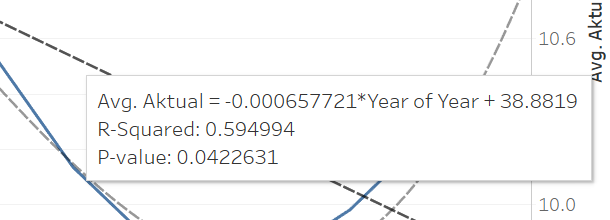 10.6
Avg. Aktu
Avg. Aktual = -0.000657721*Year of Year + 38.8819
R-Squared: 0.594994
P-value: 0.0422631
10.0